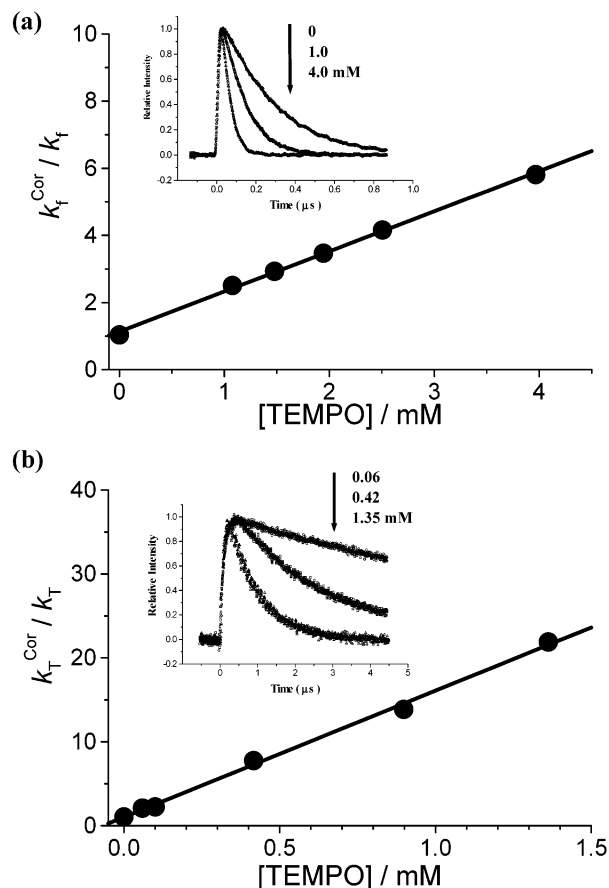 (a)
k_f^Cor / k_f
10
8
6
4
2
0
0 1 2 3 4
[TEMPO] / mM
Relative Intensity
1.0
0.8
0.6
0.4
0.2
0.0
-0.2
0.0 0.2 0.4 0.6 0.8 1.0
Time ( μ s )
0
1.0
4.0 mM
(b)
k_T^Cor / k_T
40
30
20
10
0
0.0 0.5 1.0 1.5
[TEMPO] / mM
Relative Intensity
1.2
1.0
0.8
0.6
0.4
0.2
0.0
-0.2
0 1 2 3 4 5
Time ( μ s )
0.06
0.42
1.35 mM